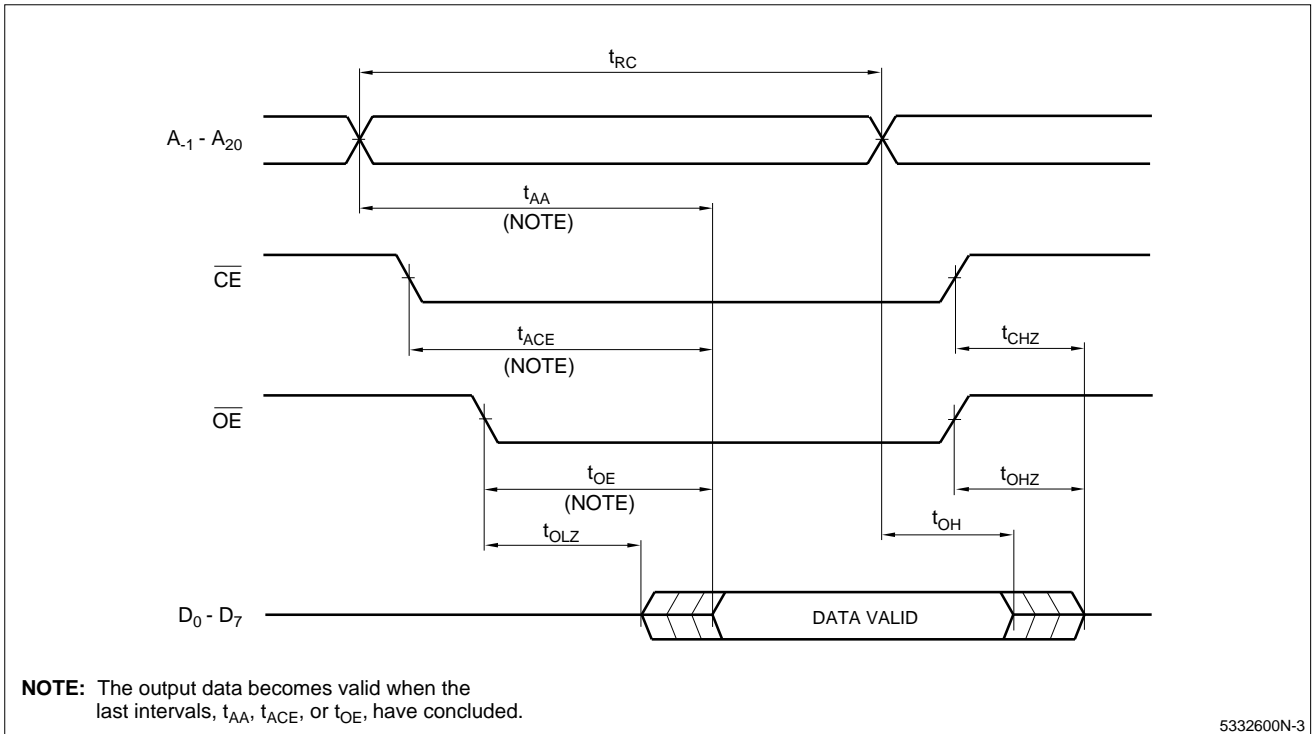 tRC
A-1 - A20
tAA
(NOTE)
CE
tACE
(NOTE)
tCHZ
OE
tOE
(NOTE)
tOHZ
tOLZ
tOH
D0 - D7
DATA VALID
NOTE: The output data becomes valid when the
last intervals, tAA, tACE, or tOE, have concluded.
5332600N-3